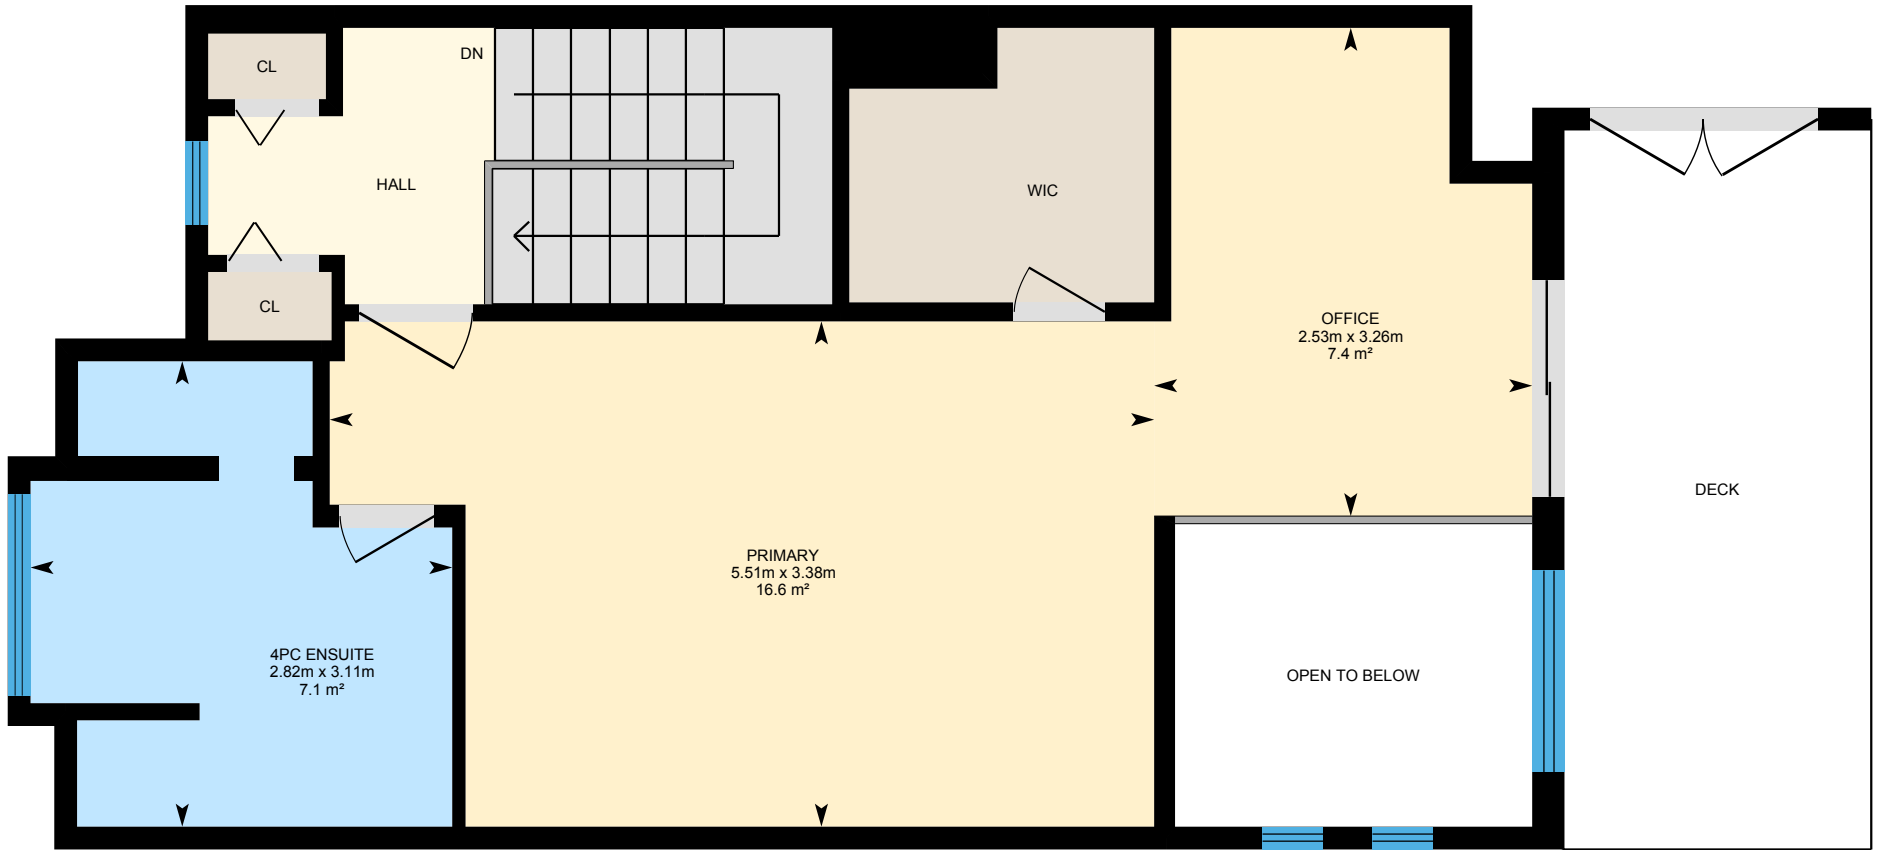 CL
DN
HALL
WIC
CL
OFFICE
2.53m x 3.26m
7.4 m²
DECK
PRIMARY
5.51m x 3.38m
16.6 m²
4PC ENSUITE
2.82m x 3.11m
7.1 m²
OPEN TO BELOW